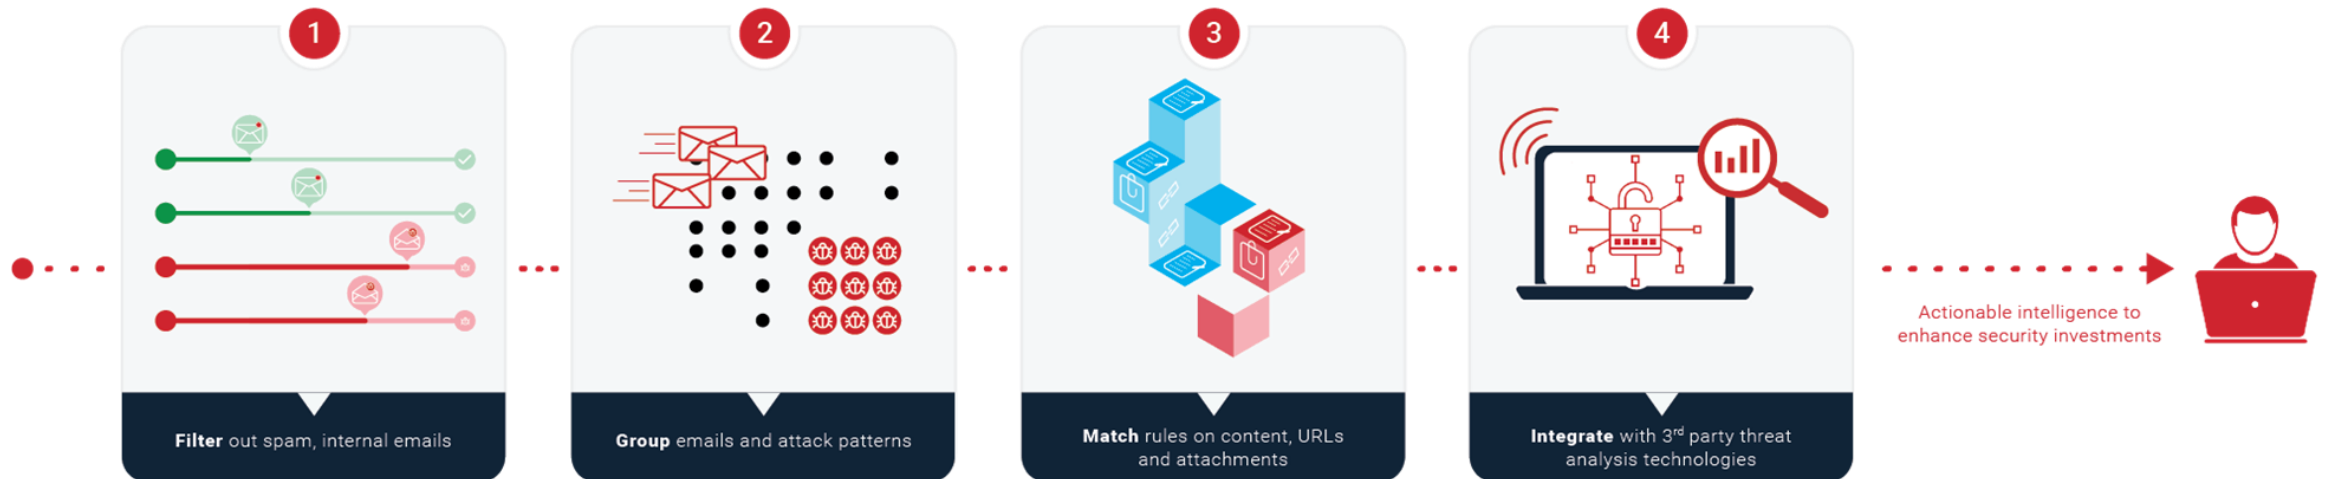 1
2
3
4
Filter out spam, internal emails
Group emails and attack patterns
Match rules on content, URLs
and attachments
Integrate with 3rd party threat
analysis technologies
Actionable intelligence to
enhance security investments